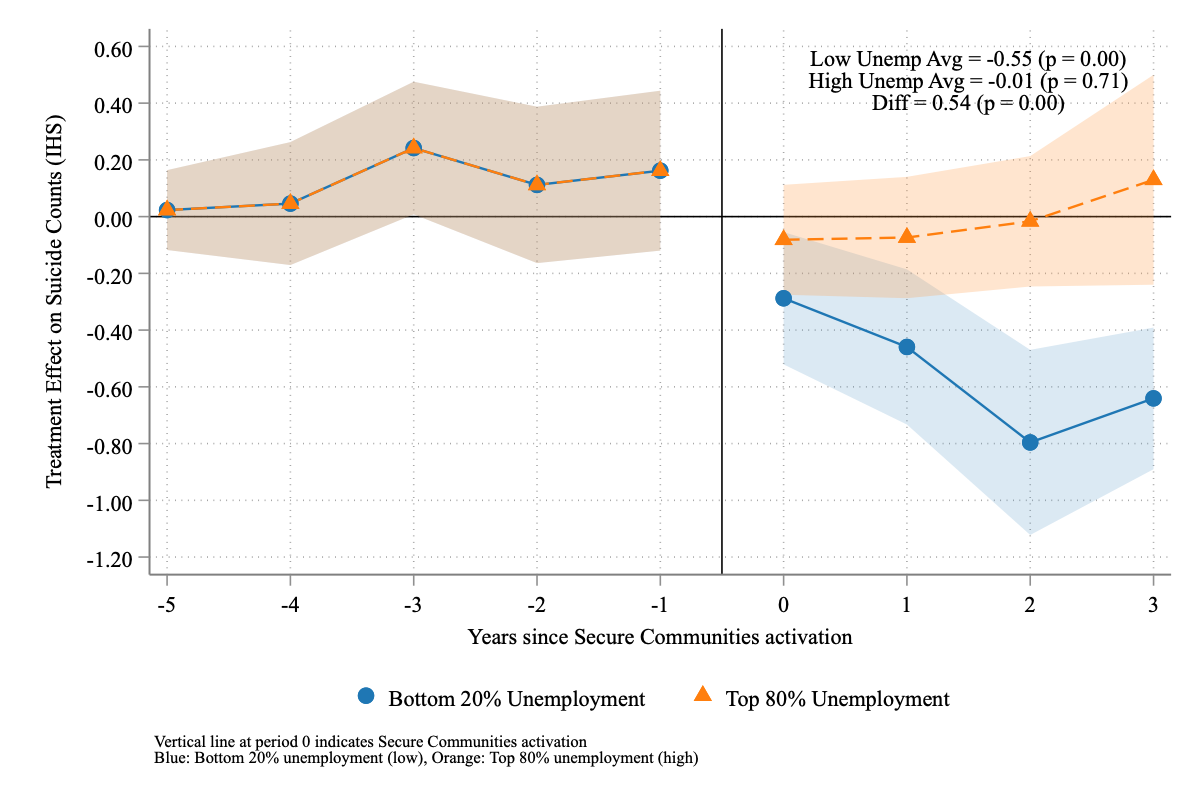 Low Unemp Avg = -0.55 (p = 0.00)
High Unemp Avg = -0.01 (p = 0.71)
Diff = 0.54 (p = 0.00)
Treatment Effect on Suicide Counts (IHS)
0.60
0.40
0.20
0.00
-0.20
-0.40
-0.60
-0.80
-1.00
-1.20
-5 -4 -3 -2 -1 0 1 2 3
Years since Secure Communities activation
Bottom 20% Unemployment Top 80% Unemployment
Vertical line at period 0 indicates Secure Communities activation
Blue: Bottom 20% unemployment (low), Orange: Top 80% unemployment (high)